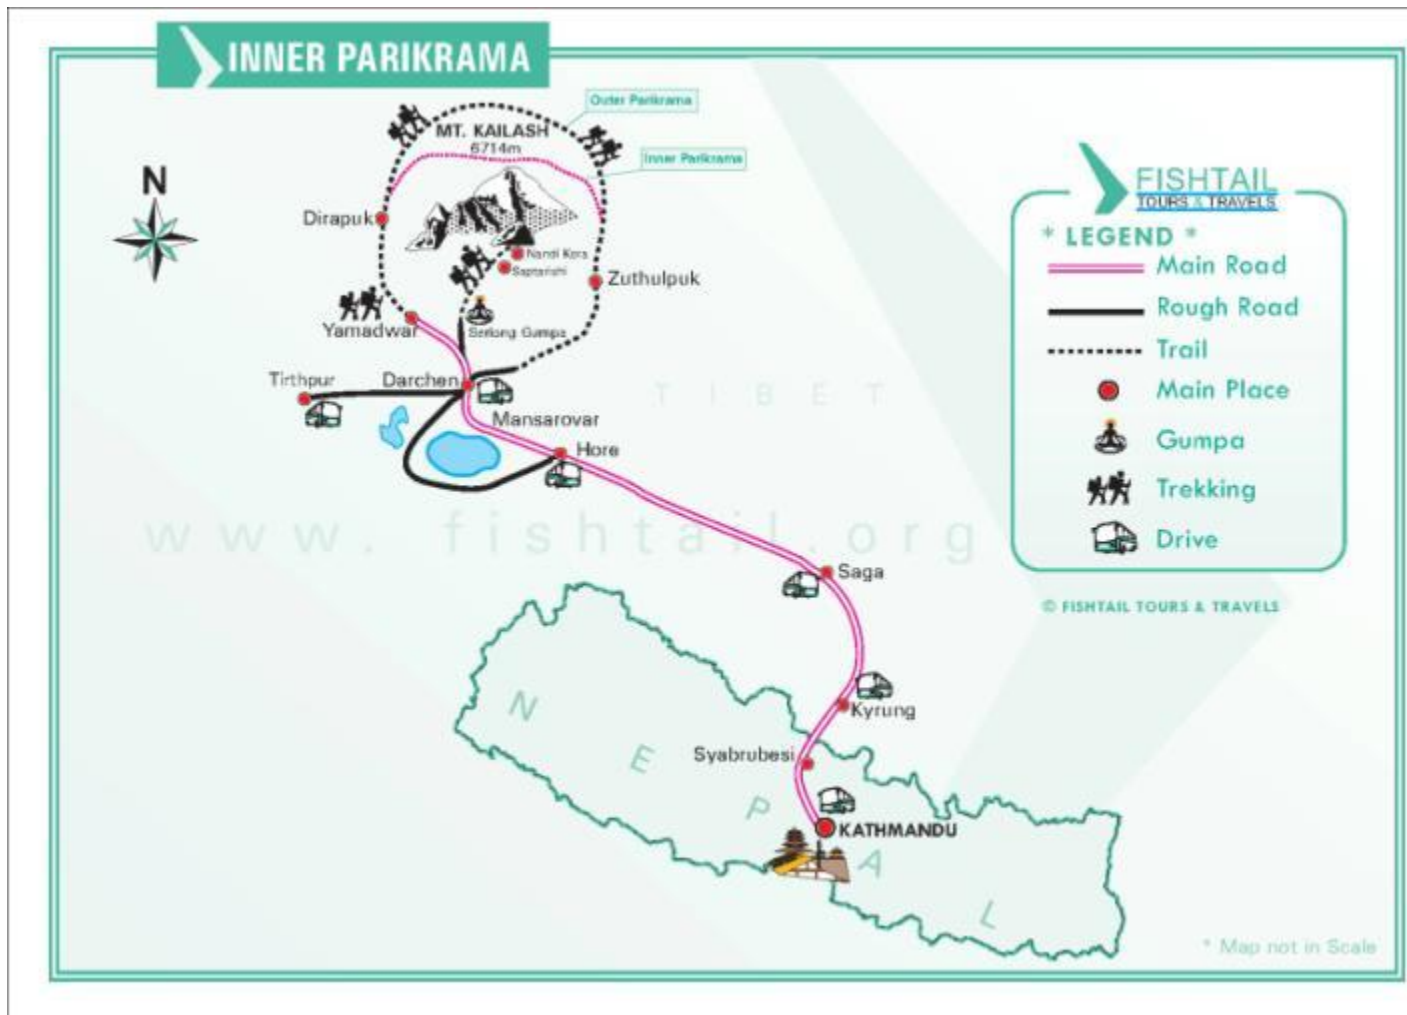 INNER PARIKRAMA
Outer Parikrama
MT. KAILASH
6714m
Inner Parikrama
N
Dirapuk
Nandi Kora
Saptarishi
Zuthulpuk
Yamadwar
Serlong Gumpa
Tirthpur
Darchen
TIBET
Mansarovar
Hore
www.fishtail.org
Saga
Kyrung
Syabrubesi
KATHMANDU
NEPAL
FISHTAIL
TOURS & TRAVELS
* LEGEND *
Main Road
Rough Road
Trail
Main Place
Gumpa
Trekking
Drive
© FISHTAIL TOURS & TRAVELS
* Map not in Scale